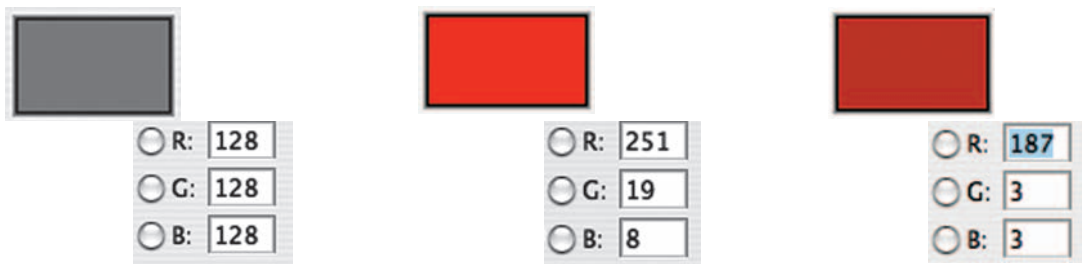 R: 128
G: 128
B: 128
R: 251
G: 19
B: 8
R: 187
G: 3
B: 3